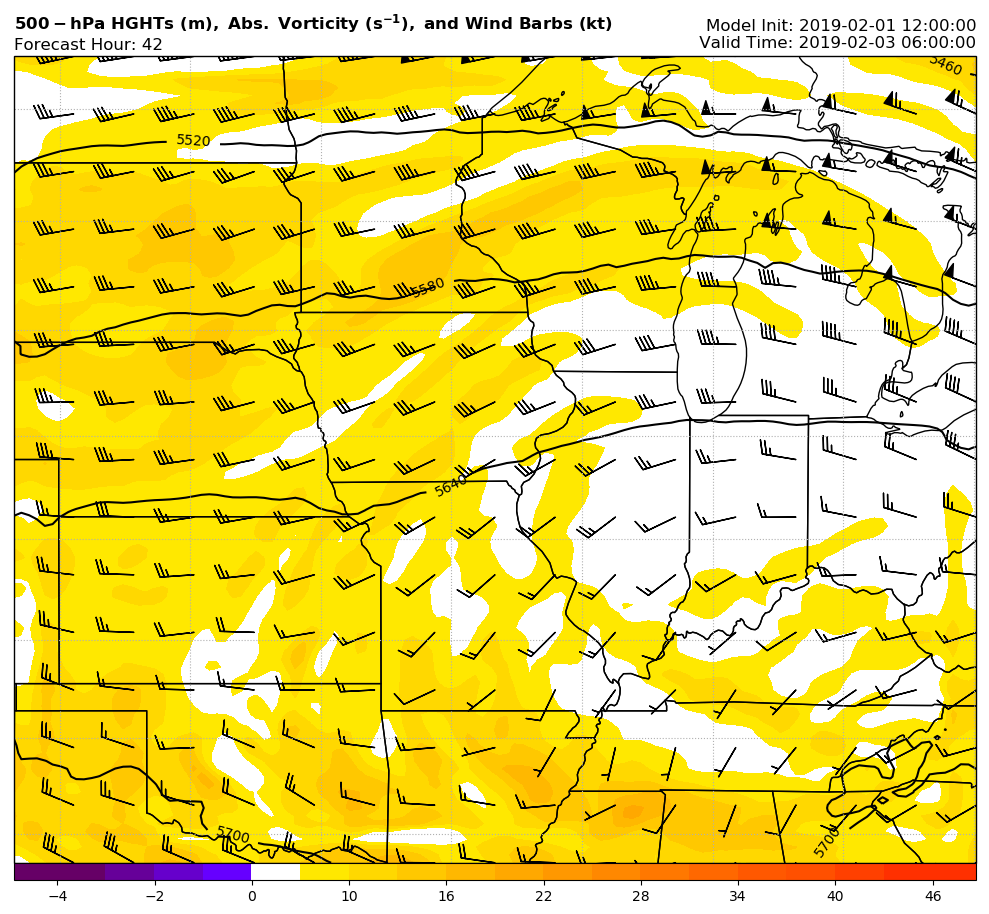 500-hPa HGHTS (m), Abs. Vorticity (s⁻¹), and Wind Barbs (kt)
Model Init: 2019-02-01 12:00:00
Forecast Hour: 42
Valid Time: 2019-02-03 06:00:00
5460
5520
5580
5640
5700
5700
−4 −2 0 10 16 22 28 34 40 46